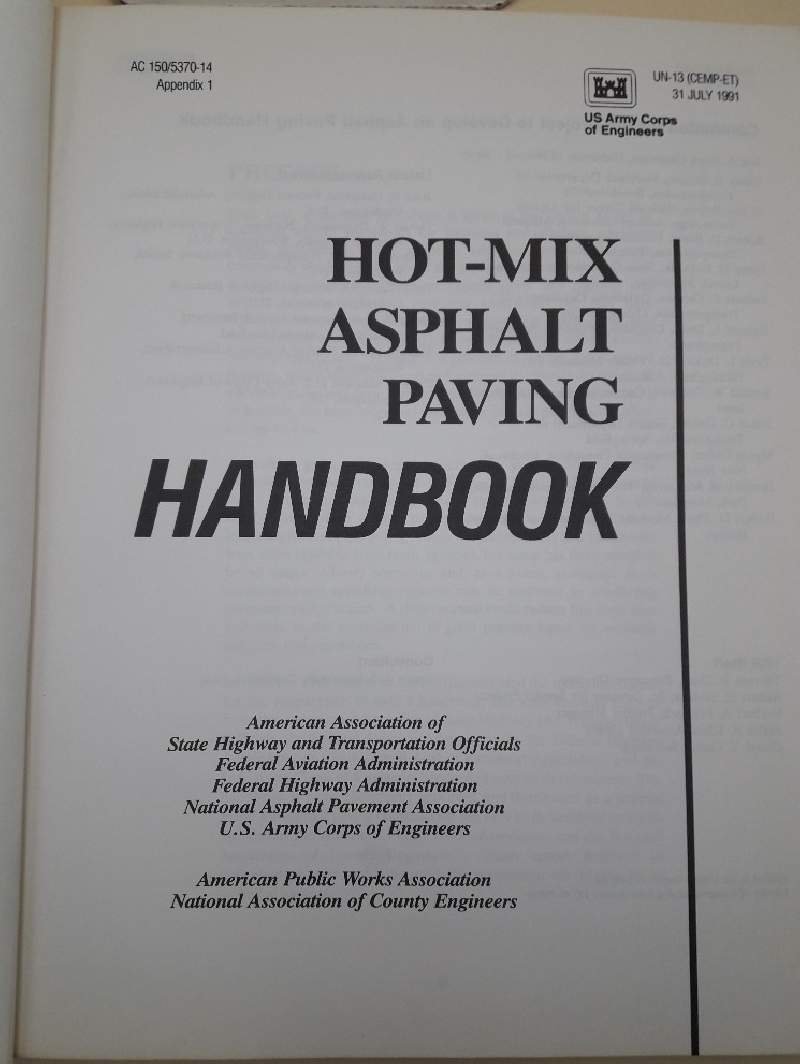 AC 150/5370-14
Appendix 1
UN-13 (CEMP-ET)
31 JULY 1991
US Army Corps
of Engineers
HOT-MIX
ASPHALT
PAVING
HANDBOOK
American Association of
State Highway and Transportation Officials
Federal Aviation Administration
Federal Highway Administration
National Asphalt Pavement Association
U.S. Army Corps of Engineers
American Public Works Association
National Association of County Engineers